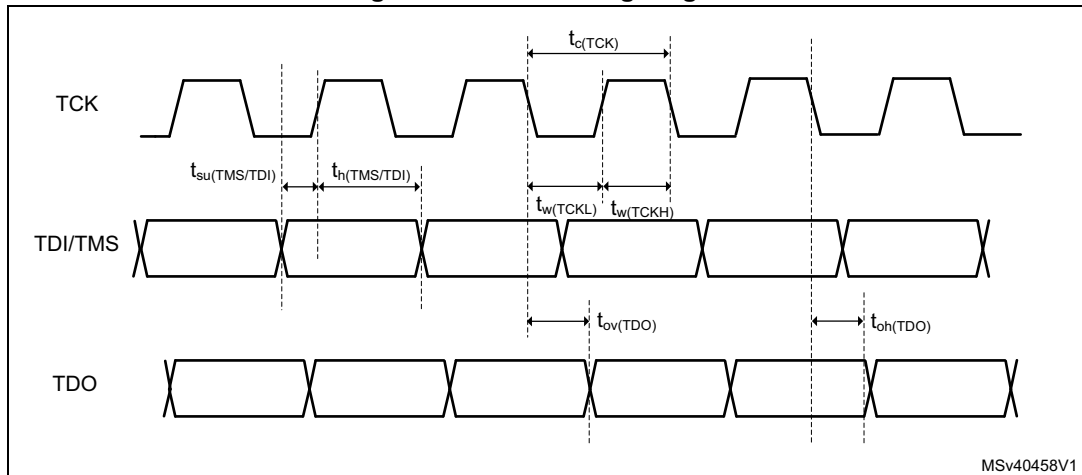 tc(TCK)
TCK
tsu(TMS/TDI)
th(TMS/TDI)
tw(TCKL)
tw(TCKH)
TDI/TMS
tov(TDO)
toh(TDO)
TDO
MSv40458V1